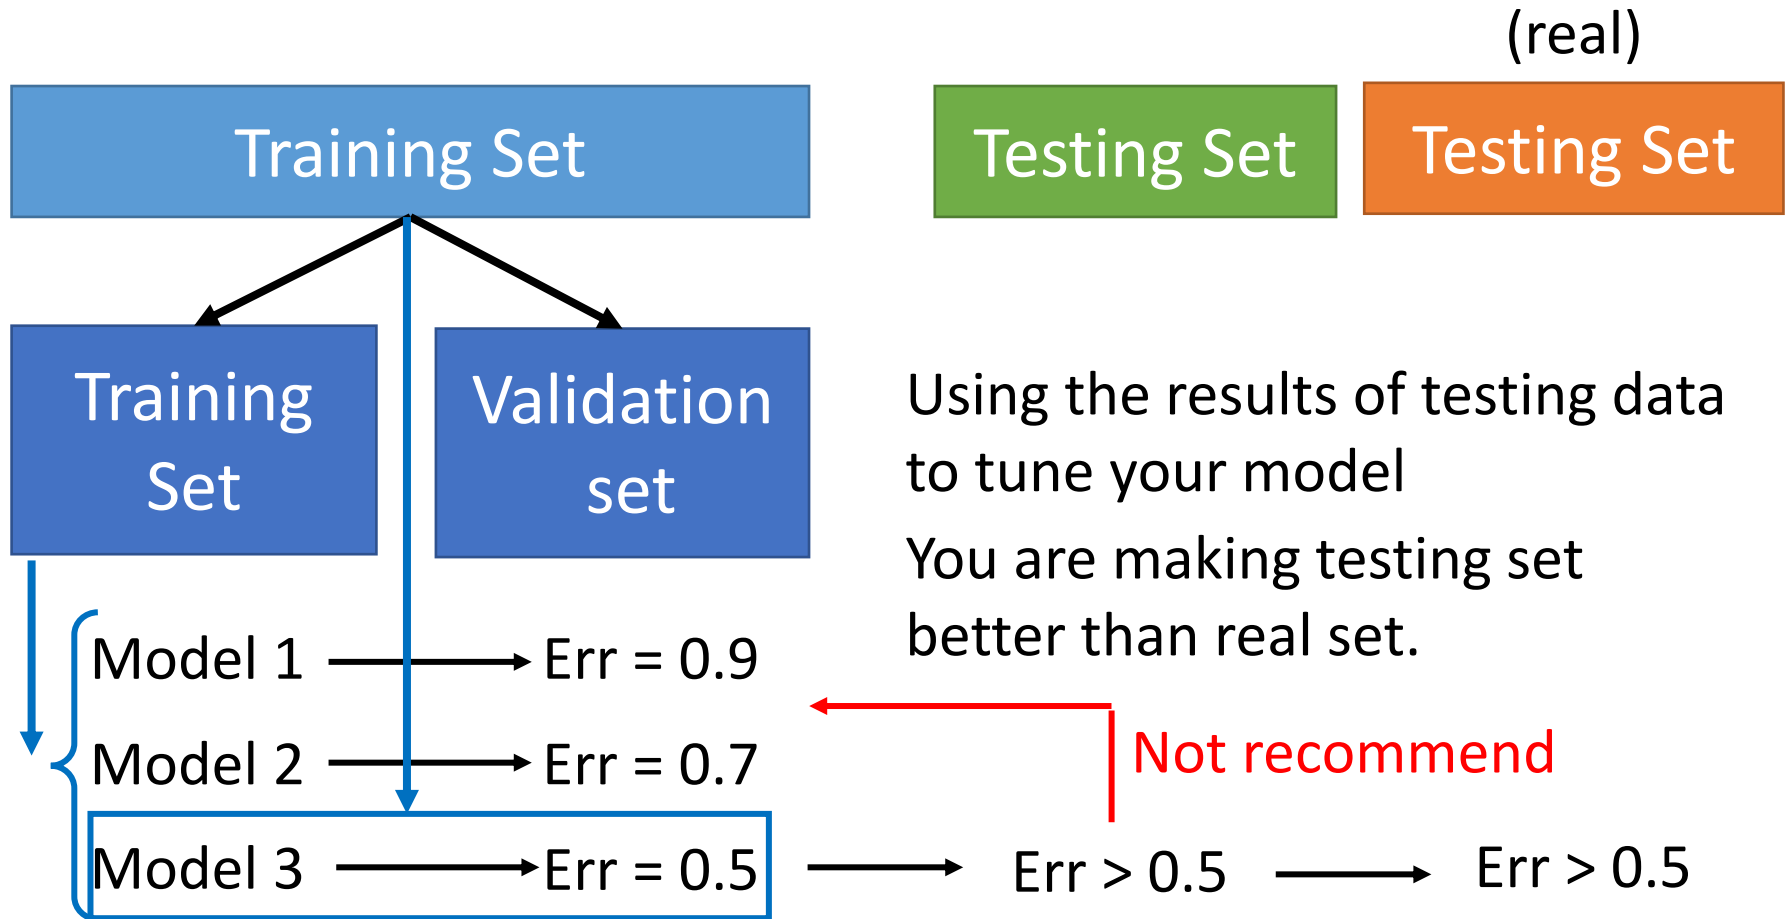 (real)
Training Set
Testing Set
Testing Set
Training
Set
Validation
set
Using the results of testing data
to tune your model
You are making testing set
better than real set.
Model 1
Err = 0.9
Model 2
Err = 0.7
Not recommend
Model 3
Err = 0.5
Err > 0.5
Err > 0.5